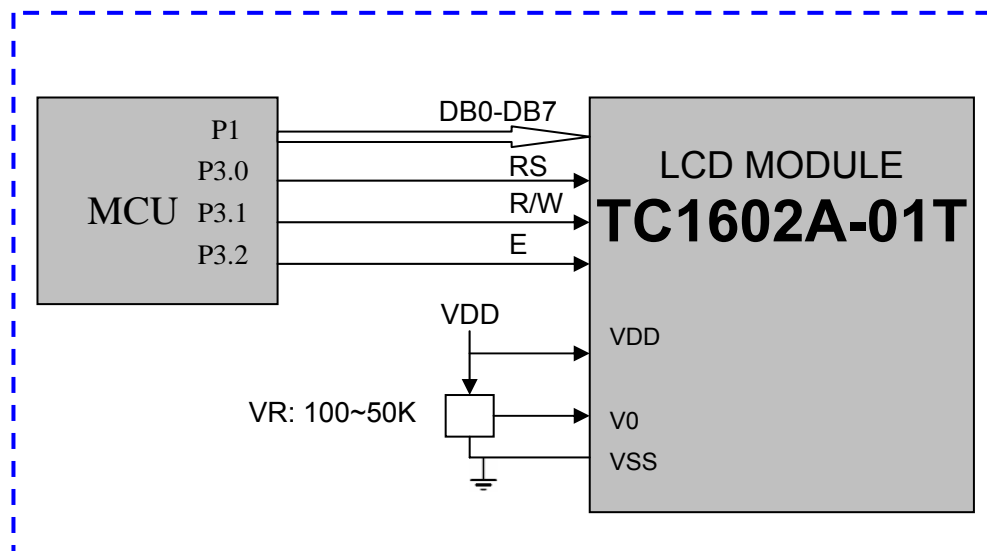 DB0-DB7
P1
LCD MODULE
P3.0
RS
MCU
P3.1
R/W
TC1602A-01T
P3.2
E
VDD
VDD
VR: 100~50K
V0
VSS